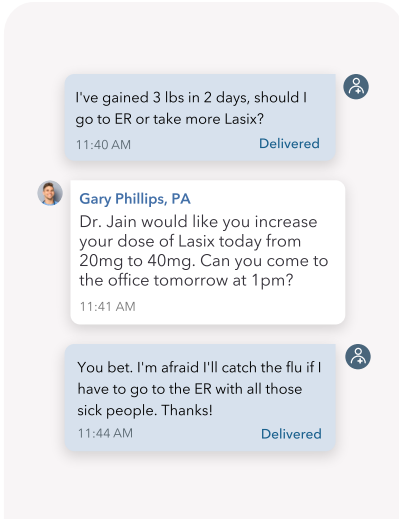 I've gained 3 lbs in 2 days, should I
go to ER or take more Lasix?
11:40 AM Delivered
Gary Phillips, PA
Dr. Jain would like you increase
your dose of Lasix today from
20mg to 40mg. Can you come to
the office tomorrow at 1pm?
11:41 AM
You bet. I'm afraid I'll catch the flu if I
have to go to the ER with all those
sick people. Thanks!
11:44 AM Delivered